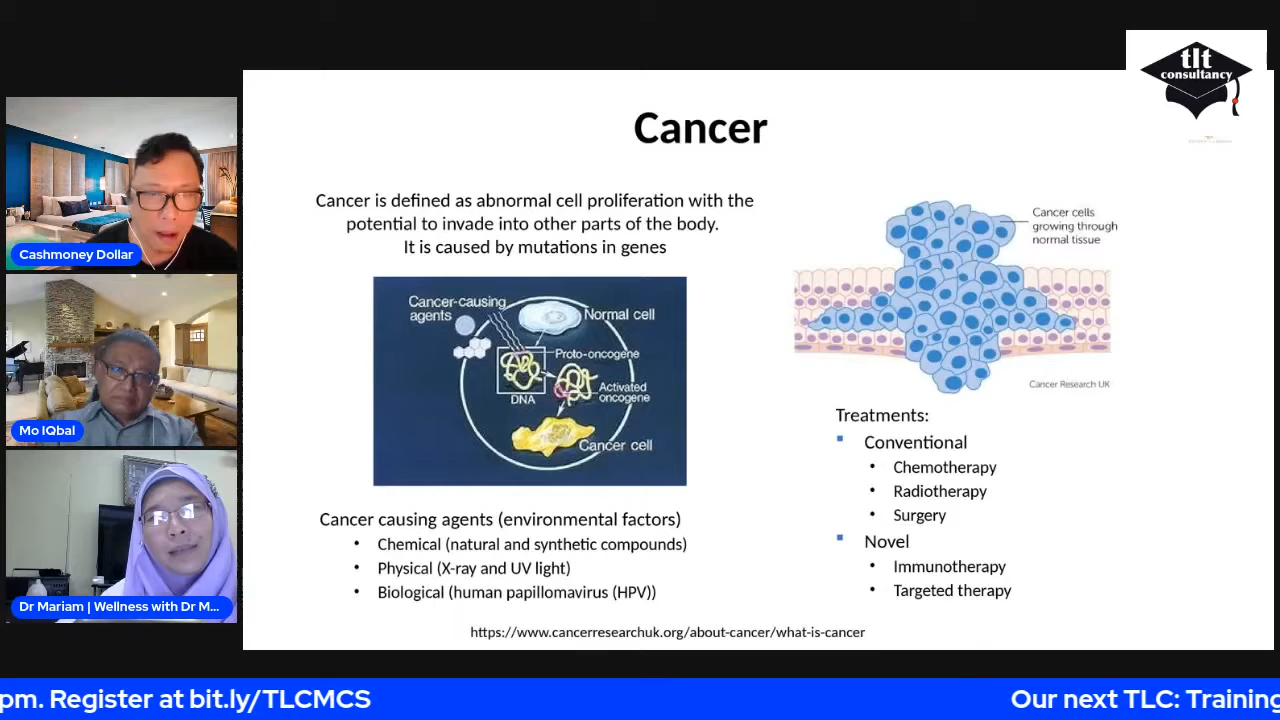 tlt
consultancy
Cancer
Cancer is defined as abnormal cell proliferation with the
potential to invade into other parts of the body.
It is caused by mutations in genes
Cancer-causing
agents
Normal cell
Proto-oncogene
DNA
Activated
oncogene
Cancer cell
Cancer causing agents (environmental factors)
• Chemical (natural and synthetic compounds)
• Physical (X-ray and UV light)
• Biological (human papillomavirus (HPV))
Cancer cells
growing through
normal tissue
Cancer Research UK
Treatments:
Conventional
• Chemotherapy
• Radiotherapy
• Surgery
Novel
• Immunotherapy
• Targeted therapy
https://www.cancerresearchuk.org/about-cancer/what-is-cancer
Cashmoney Dollar
Mo IQbal
Dr Mariam | Wellness with Dr M...
pm. Register at bit.ly/TLCMCS
Our next TLC: Training